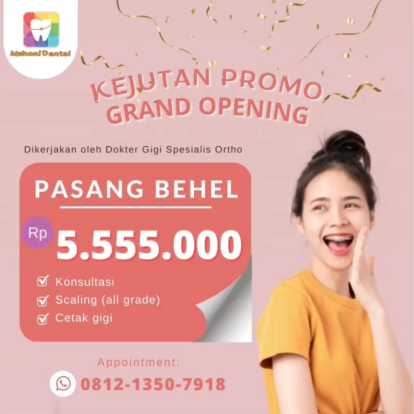 Mahoni Dental
KEJUTAN PROMO
GRAND OPENING
Dikerjakan oleh Dokter Gigi Spesialis Ortho
PASANG BEHEL
Rp 5.555.000
Konsultasi
Scaling (all grade)
Cetak gigi
Appointment:
0812-1350-7918